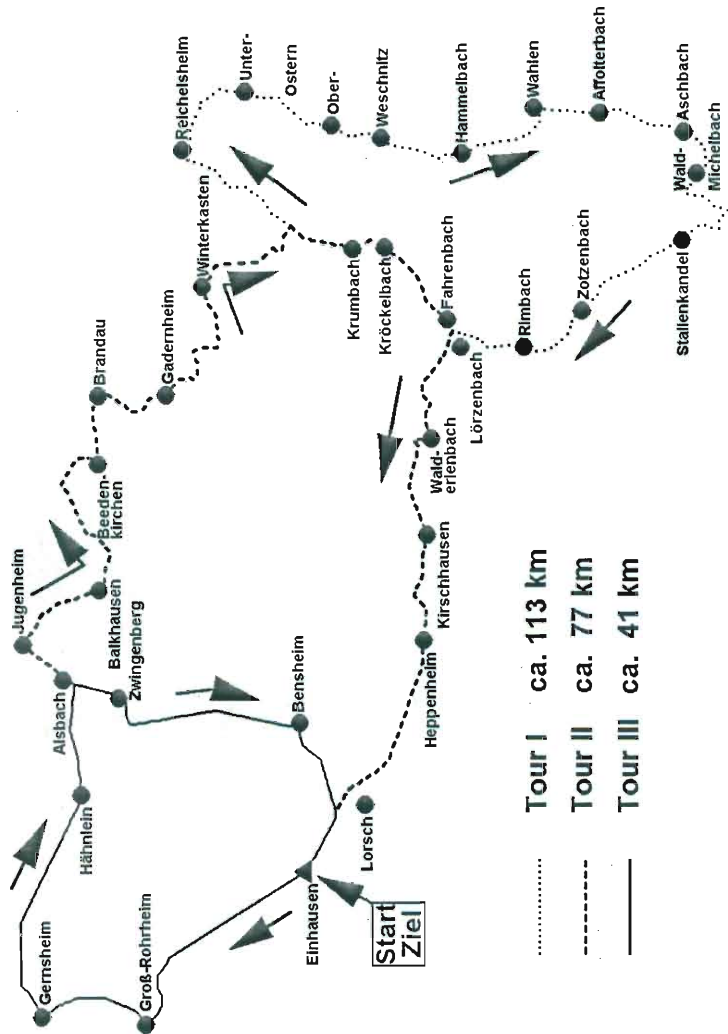 Gernsheim
Groß-Rohrheim
Hähnlein
Alsbach
Jugenheim
Balkhausen
Zwingenberg
Beeden-
kirchen
Brandau
Gadernheim
Winterkasten
Reichelsheim
Unter-
Ostern
Ober-
Weschnitz
Hammelbach
Wahlen
Affolterbach
Aschbach
Wald-
Michelbach
Stallenkandel
Zotzenbach
Rimbach
Lörzenbach
Fahrenbach
Kröckelbach
Krumbach
Wald-
erlenbach
Kirschhausen
Heppenheim
Bensheim
Lorsch
Einhausen
Start
Ziel
Tour I ca. 113 km
Tour II ca. 77 km
Tour III ca. 41 km